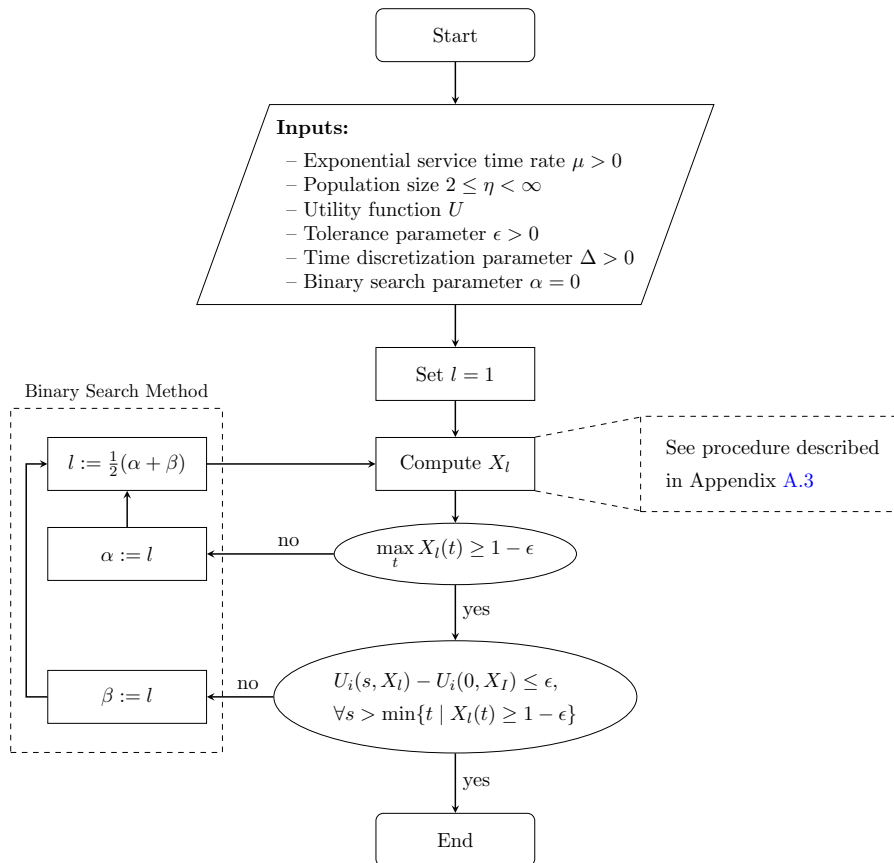 Start
Inputs:
– Exponential service time rate μ > 0
– Population size 2 ≤ η < ∞
– Utility function U
– Tolerance parameter ϵ > 0
– Time discretization parameter Δ > 0
– Binary search parameter α = 0
Set l = 1
Binary Search Method
l := ½(α + β)
Compute X_l
See procedure described
in Appendix A.3
α := l
no
max_t X_l(t) ≥ 1 − ϵ
yes
β := l
no
U_i(s, X_l) − U_i(0, X_I) ≤ ϵ,
∀s > min{t | X_l(t) ≥ 1 − ϵ}
yes
End